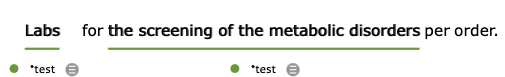 Labs for the screening of the metabolic disorders per order.
*test *test